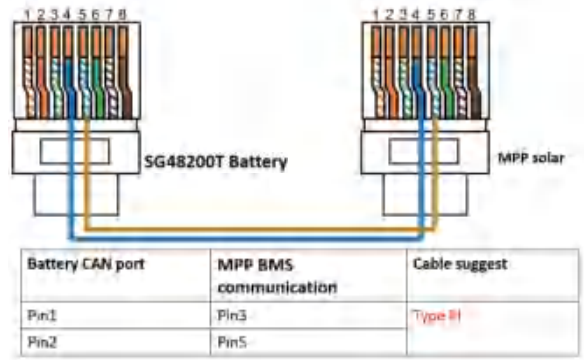 1 2 3 4 5 6 7 8
1 2 3 4 5 6 7 8
SG48200T Battery
MPP solar
Battery CAN port
MPP BMS
communication
Cable suggest
Pin1
Pin3
Type
Pin2
Pin5